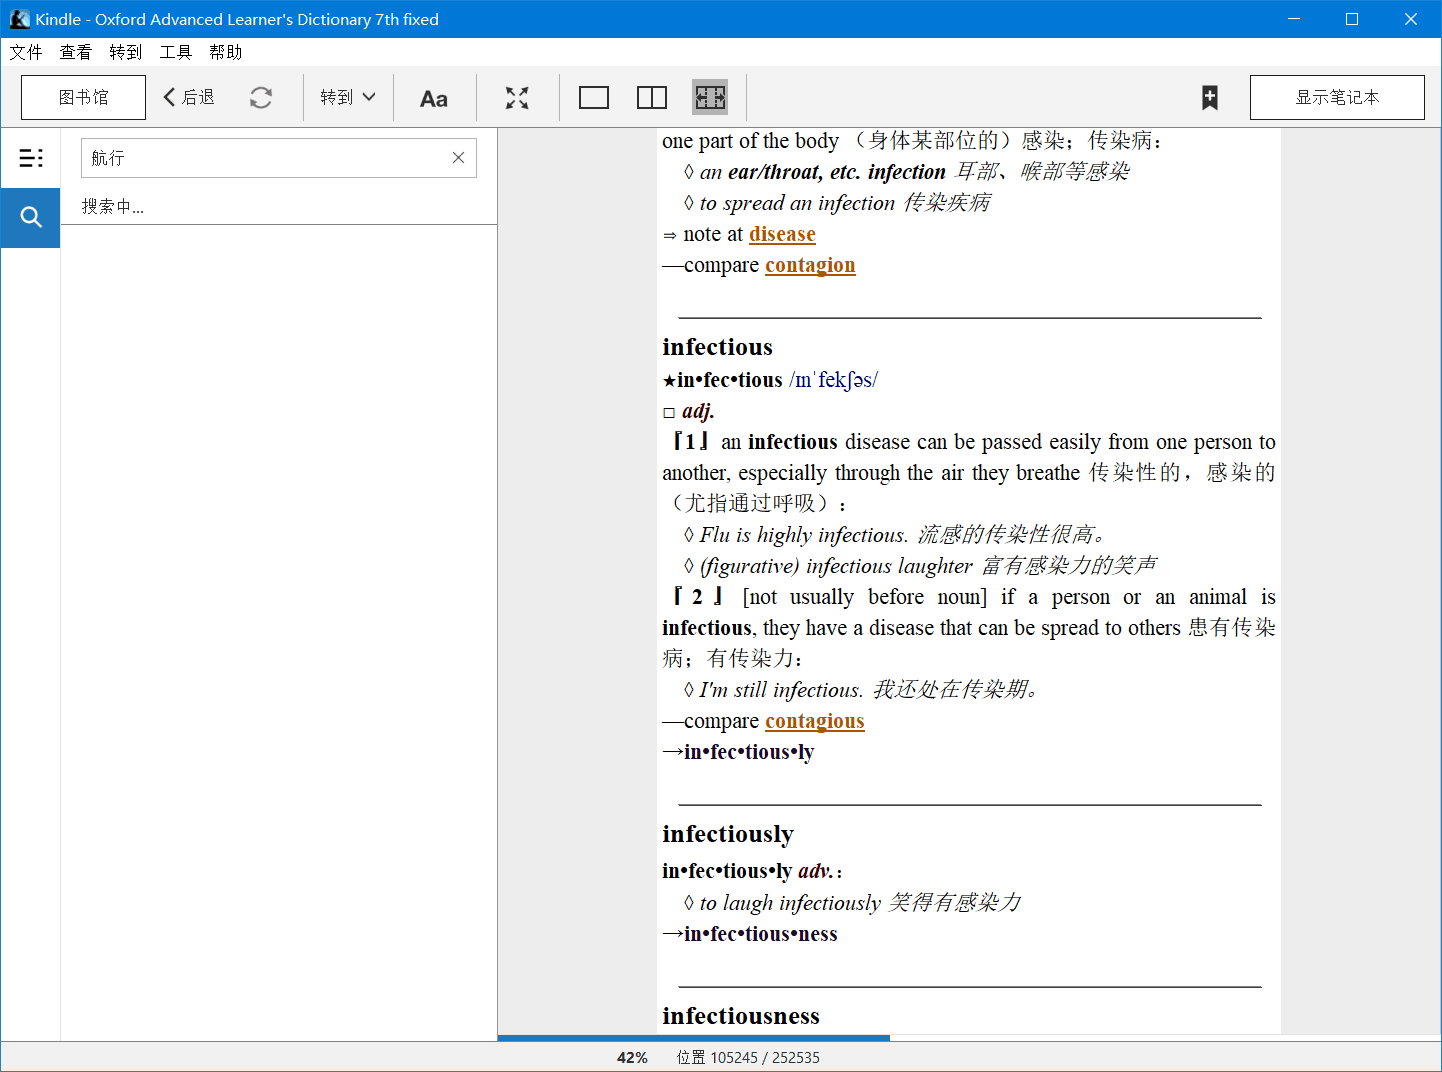 Kindle - Oxford Advanced Learner's Dictionary 7th fixed
文件 查看 转到 工具 帮助
图书馆 后退 转到 Aa 显示笔记本
航行
搜索中...
one part of the body （身体某部位的）感染；传染病：
◊ an ear/throat, etc. infection 耳部、喉部等感染
◊ to spread an infection 传染疾病
⇒ note at disease
—compare contagion
infectious
★in•fec•tious /ɪnˈfekʃəs/
□ adj.
『1』an infectious disease can be passed easily from one person to
another, especially through the air they breathe 传染性的，感染的
（尤指通过呼吸）：
◊ Flu is highly infectious. 流感的传染性很高。
◊ (figurative) infectious laughter 富有感染力的笑声
『2』 [not usually before noun] if a person or an animal is
infectious, they have a disease that can be spread to others 患有传染
病；有传染力：
◊ I'm still infectious. 我还处在传染期。
—compare contagious
→in•fec•tious•ly
infectiously
in•fec•tious•ly adv.：
◊ to laugh infectiously 笑得有感染力
→in•fec•tious•ness
infectiousness
42% 位置 105245 / 252535